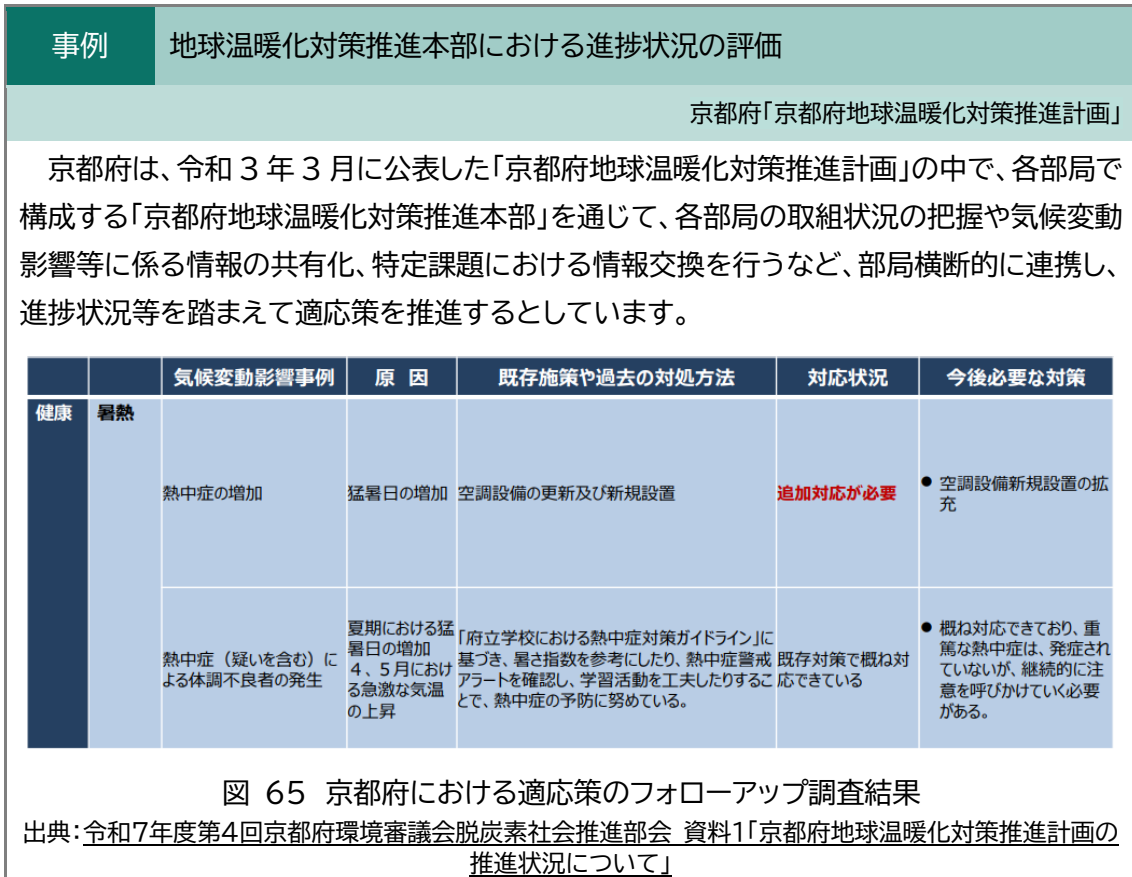 事例 地球温暖化対策推進本部における進捗状況の評価
京都府「京都府地球温暖化対策推進計画」
京都府は、令和3年3月に公表した「京都府地球温暖化対策推進計画」の中で、各部局で
構成する「京都府地球温暖化対策推進本部」を通じて、各部局の取組状況の把握や気候変動
影響等に係る情報の共有化、特定課題における情報交換を行うなど、部局横断的に連携し、
進捗状況等を踏まえて適応策を推進するとしています。
気候変動影響事例 原 因 既存施策や過去の対処方法 対応状況 今後必要な対策
健康 暑熱
熱中症の増加
猛暑日の増加
空調設備の更新及び新規設置
追加対応が必要
● 空調設備新規設置の拡
充
熱中症（疑いを含む）に
よる体調不良者の発生
夏期における猛
暑日の増加
４、５月におけ
る急激な気温
の上昇
「府立学校における熱中症対策ガイドライン」に
基づき、暑さ指数を参考にしたり、熱中症警戒
アラートを確認し、学習活動を工夫したりするこ
とで、熱中症の予防に努めている。
既存対策で概ね対
応できている
● 概ね対応できており、重
篤な熱中症は、発症され
ていないが、継続的に注
意を呼びかけていく必要
がある。
図 65 京都府における適応策のフォローアップ調査結果
出典：令和7年度第4回京都府環境審議会脱炭素社会推進部会 資料1「京都府地球温暖化対策推進計画の
推進状況について」